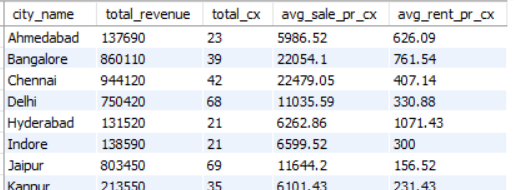 city_name total_revenue total_cx avg_sale_pr_cx avg_rent_pr_cx
Ahmedabad 137690 23 5986.52 626.09
Bangalore 860110 39 22054.1 761.54
Chennai 944120 42 22479.05 407.14
Delhi 750420 68 11035.59 330.88
Hyderabad 131520 21 6262.86 1071.43
Indore 138590 21 6599.52 300
Jaipur 803450 69 11644.2 156.52
Kanpur 213550 35 6101.43 231.43